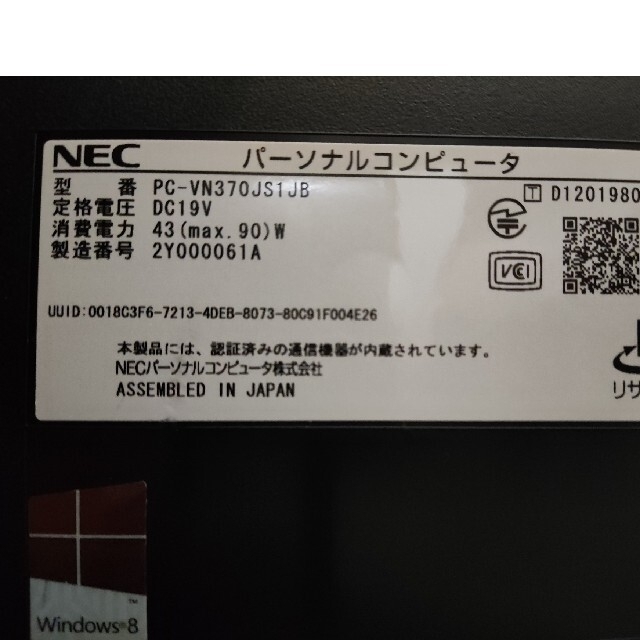 NEC パーソナルコンピュータ
型 番 PC-VN370JS1JB
定格電圧 DC19V
消費電力 43(max.90)W
製造番号 2Y000061A
T D1201980
VCI
UUID:0018C3F6-7213-4DEB-8073-80C91F004E26
本製品には、認証済みの通信機器が内蔵されています。
NECパーソナルコンピュータ株式会社
ASSEMBLED IN JAPAN
リサ
Windows®8